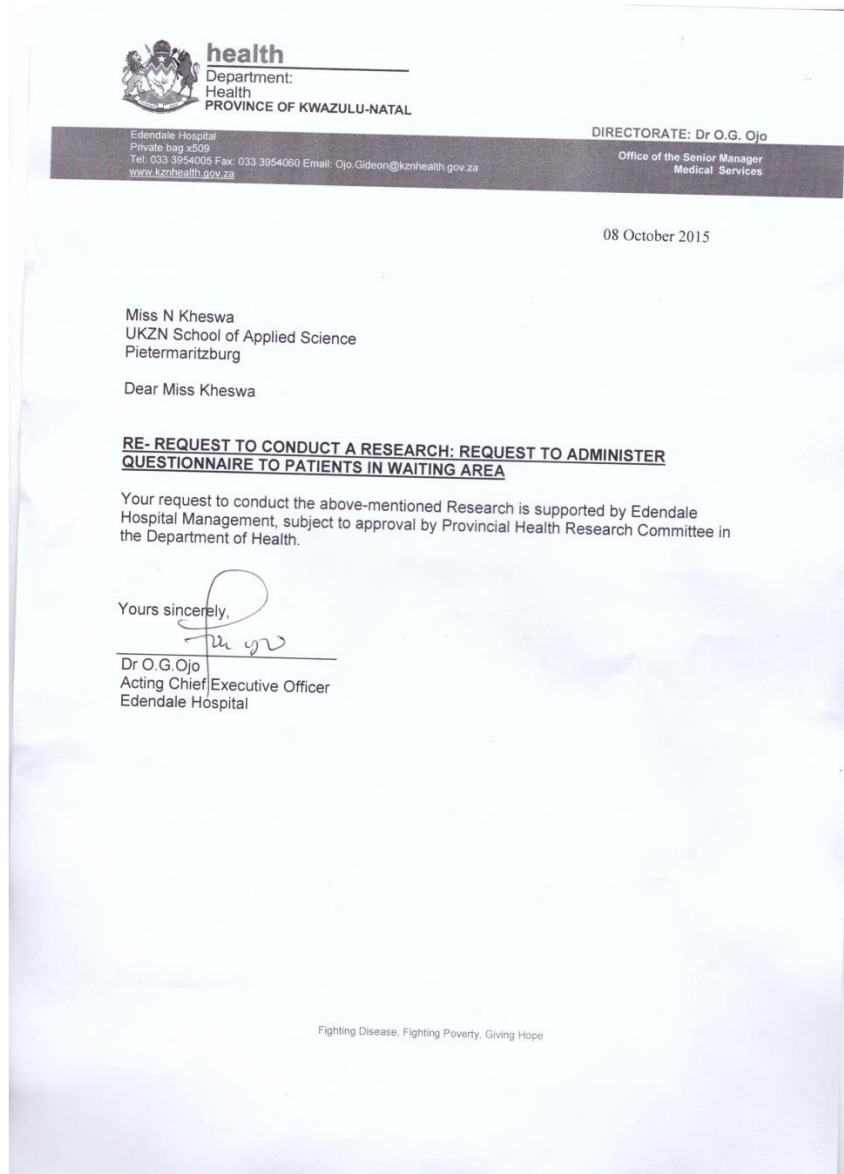 health
Department:
Health
PROVINCE OF KWAZULU-NATAL
DIRECTORATE: Dr O.G. Ojo
Edendale Hospital
Private bag x509
Tel: 033 3954005 Fax: 033 3954060 Email: Ojo.Gideon@kznhealth.gov.za
www.kznhealth.gov.za
Office of the Senior Manager
Medical Services
08 October 2015
Miss N Kheswa
UKZN School of Applied Science
Pietermaritzburg
Dear Miss Kheswa
RE- REQUEST TO CONDUCT A RESEARCH: REQUEST TO ADMINISTER
QUESTIONNAIRE TO PATIENTS IN WAITING AREA
Your request to conduct the above-mentioned Research is supported by Edendale
Hospital Management, subject to approval by Provincial Health Research Committee in
the Department of Health.
Yours sincerely,
Dr O.G.Ojo
Acting Chief Executive Officer
Edendale Hospital
Fighting Disease, Fighting Poverty, Giving Hope